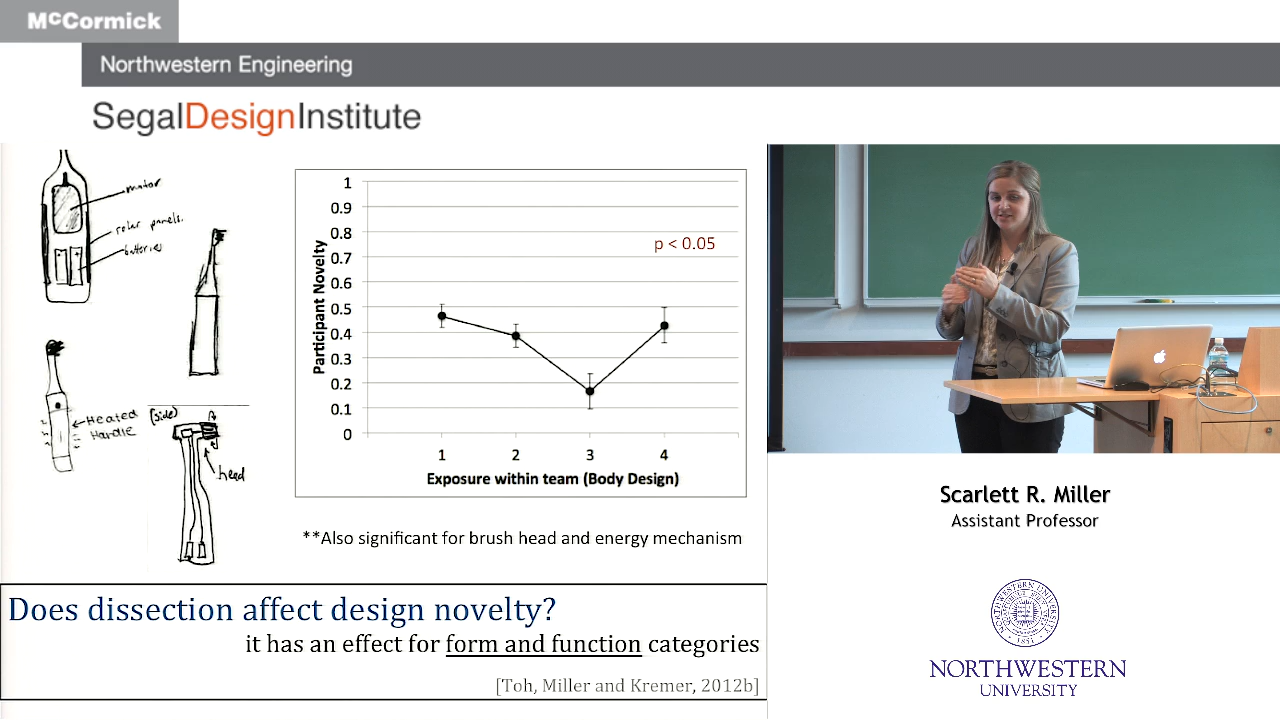 McCormick
Northwestern Engineering
SegalDesignInstitute
motor
solar panels.
batteries
Heated
Handle
(side)
head
1
0.9
0.8
0.7
0.6
0.5
0.4
0.3
0.2
0.1
0
Participant Novelty
p < 0.05
1 2 3 4
Exposure within team (Body Design)
**Also significant for brush head and energy mechanism
Does dissection affect design novelty?
it has an effect for form and function categories
[Toh, Miller and Kremer, 2012b]
Scarlett R. Miller
Assistant Professor
NORTHWESTERN
UNIVERSITY